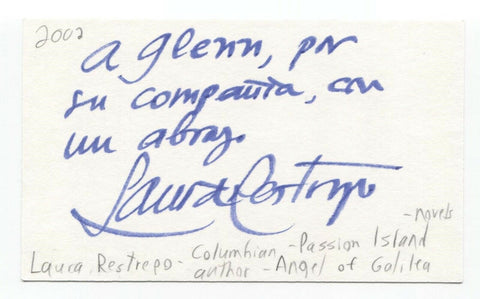 2002
a glenn, por
su compañia, con
un abrazo
Laura Restrepo
- novels
Laura Restrepo - Columbian author - Passion Island
- Angel of Galilea